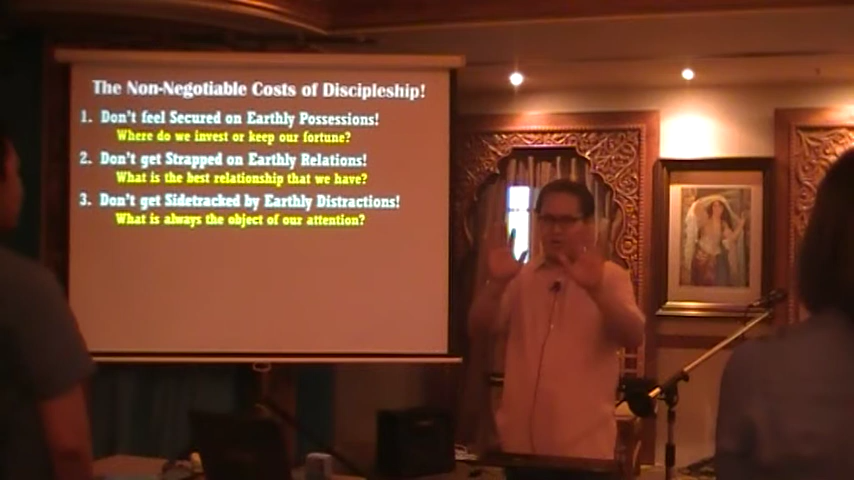 The Non-Negotiable Costs of Discipleship!
1. Don't feel Secured on Earthly Possessions!
Where do we invest or keep our fortune?
2. Don't get Strapped on Earthly Relations!
What is the best relationship that we have?
3. Don't get Sidetracked by Earthly Distractions!
What is always the object of our attention?